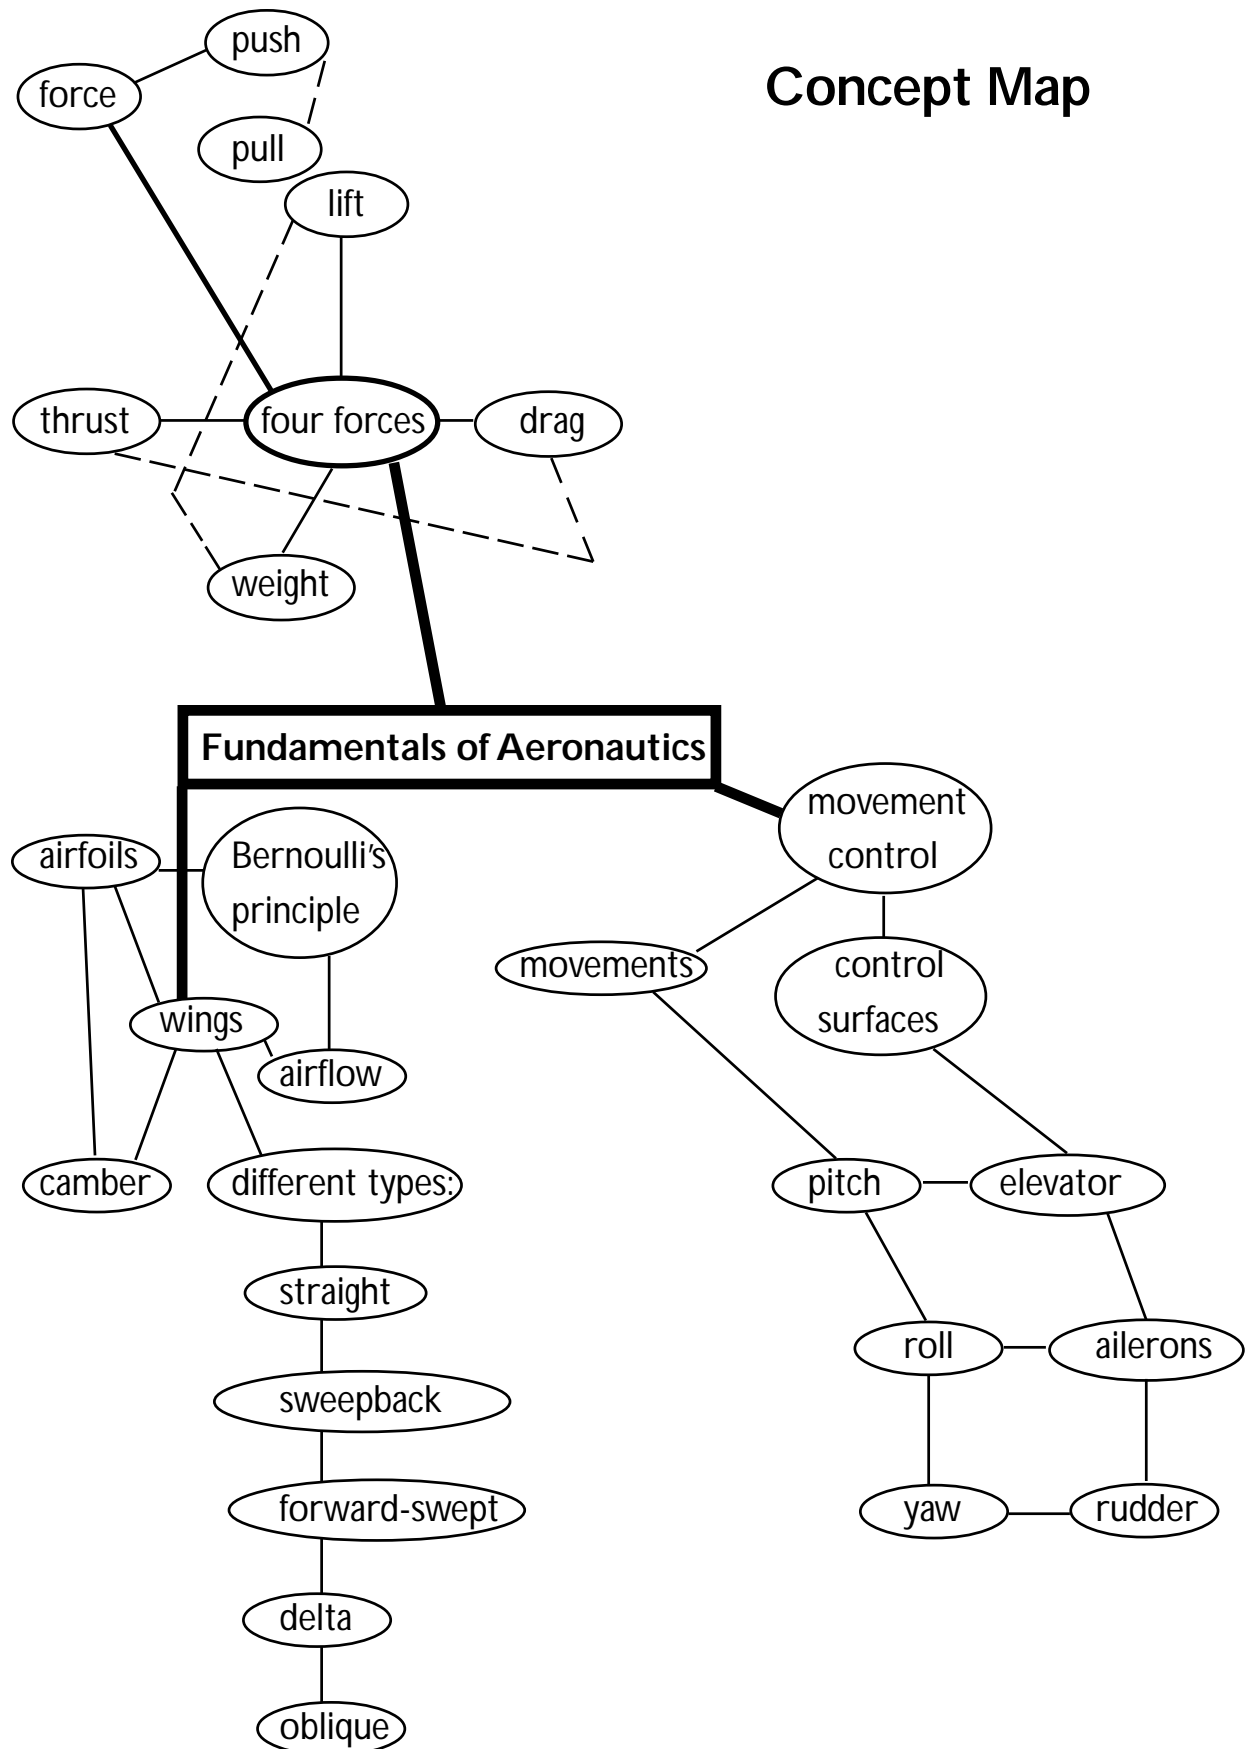 Concept Map
push
force
pull
lift
thrust
four forces
drag
weight
Fundamentals of Aeronautics
airfoils
Bernoulli's
principle
wings
airflow
camber
different types:
straight
sweepback
forward-swept
delta
oblique
movement
control
movements
control
surfaces
pitch
elevator
roll
ailerons
yaw
rudder